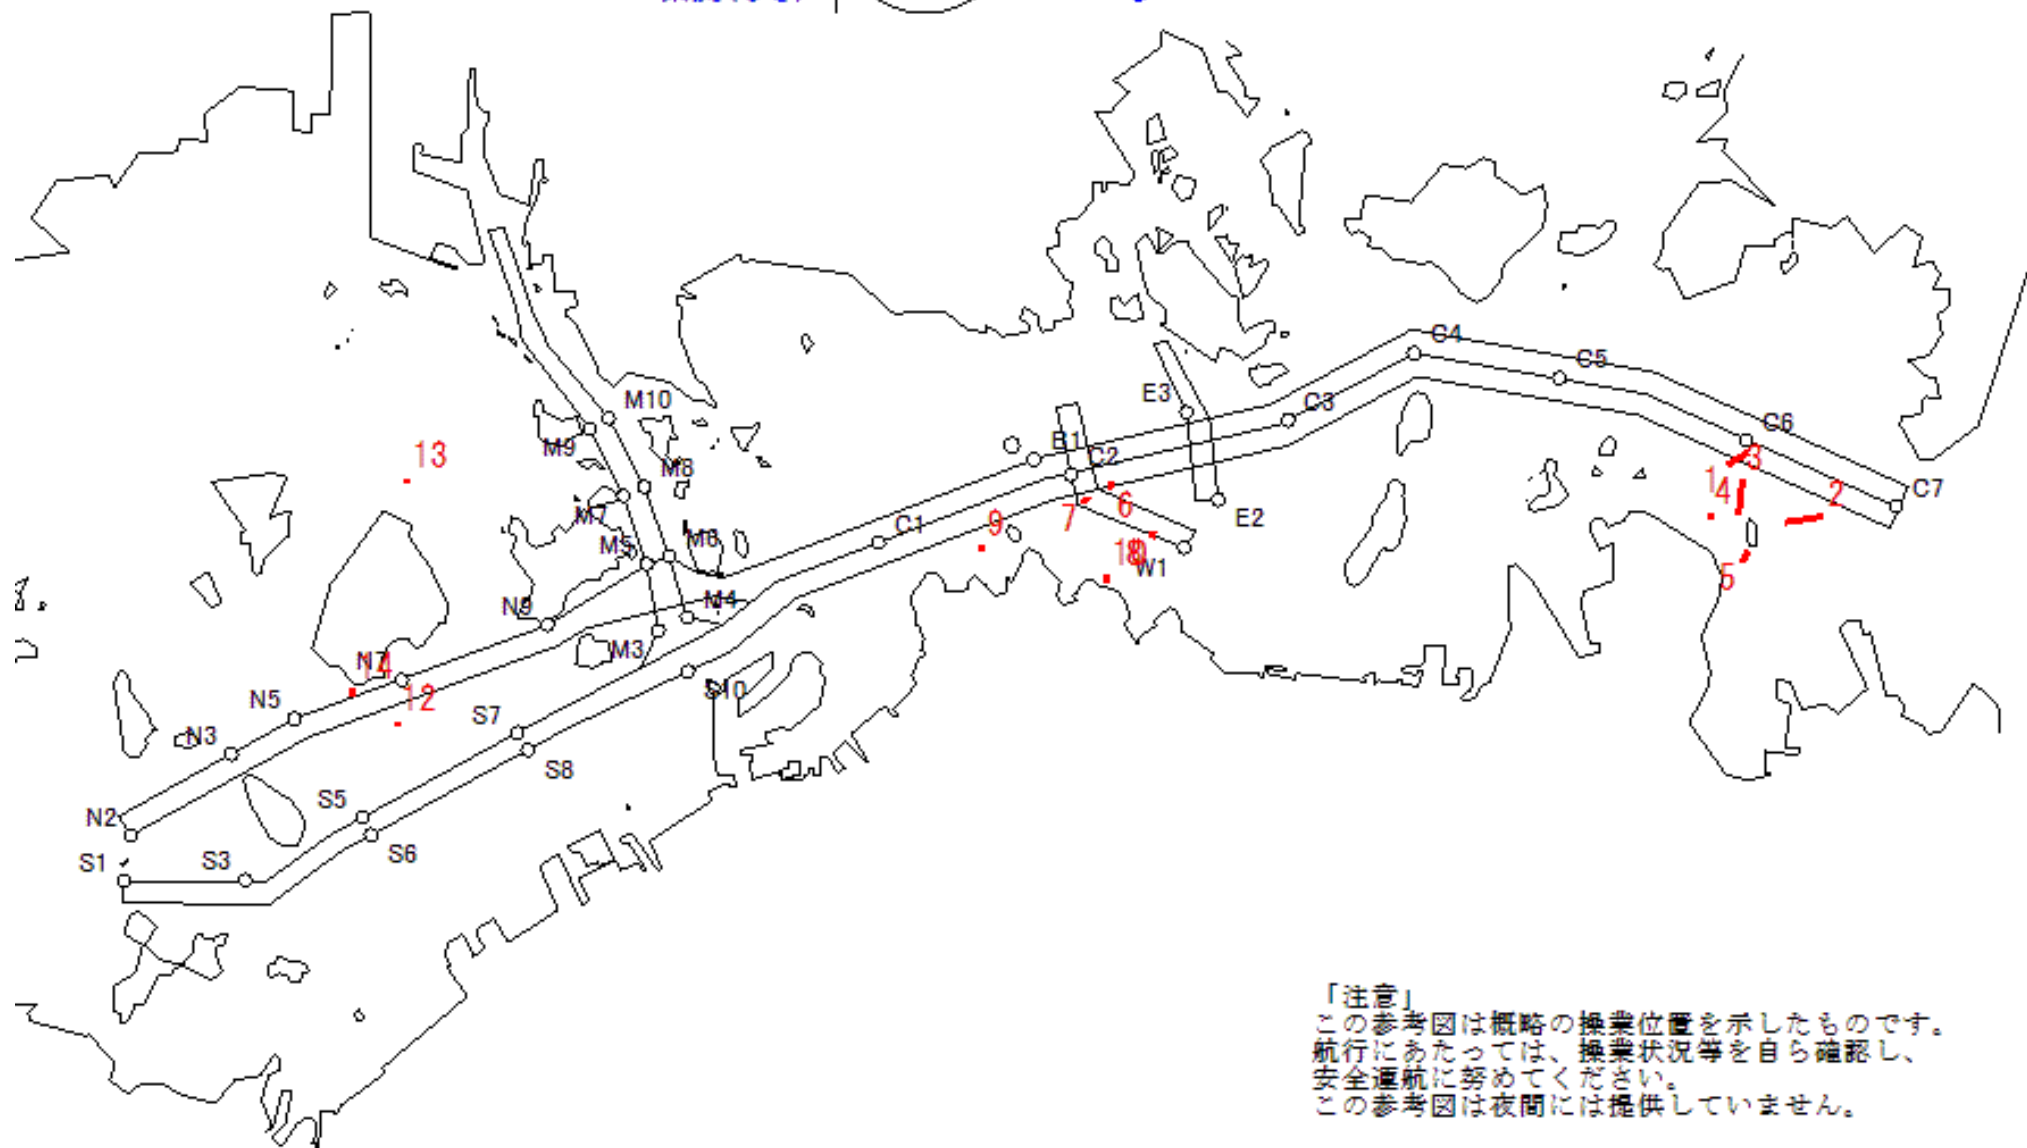 C4
C5
E3
M10
C3
C6
M9
13
B1
3
M8
C2
1
C7
4
2
6
M7
7
E2
9
C1
M5
M6
W1
5
N9
M4
M3
N7
14
S10
12
N5
S7
N3
S8
S5
N2
S6
S1
S3
「注意」
この参考図は概略の操業位置を示したものです。
航行にあたっては、操業状況等を自ら確認し、
安全運航に努めてください。
この参考図は夜間には提供していません。